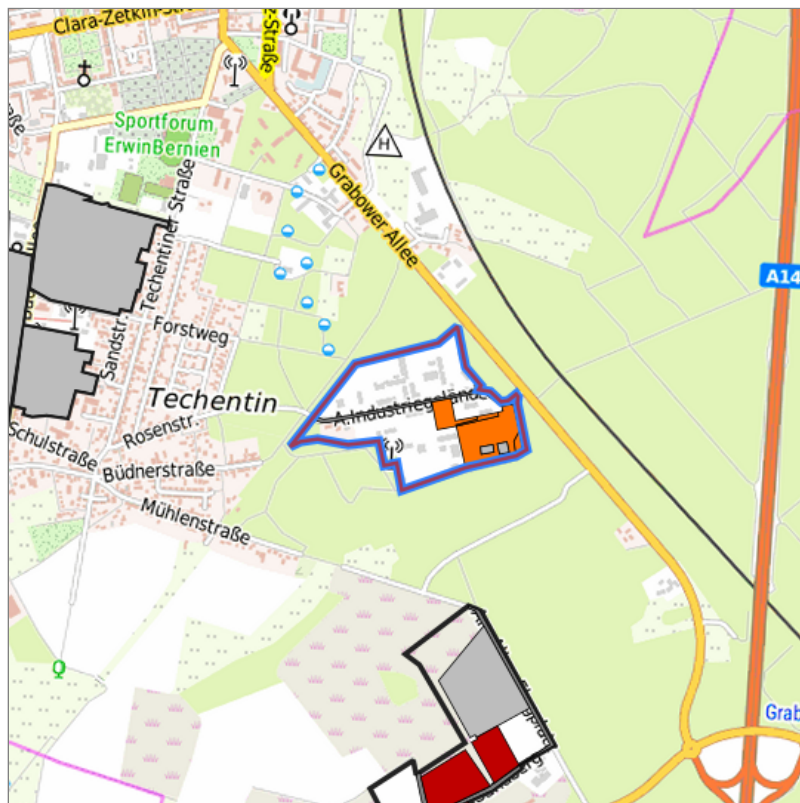 Clara-Zetkin-Str
z-Straße
Sportforum
ErwinBernien
H
Grabower Allee
Techentiner Straße
A14
Sandstr.
Forstweg
Techentin
A.Industriegelände
Rosenstr.
Schulstraße
Büdnerstraße
Mühlenstraße
Grab